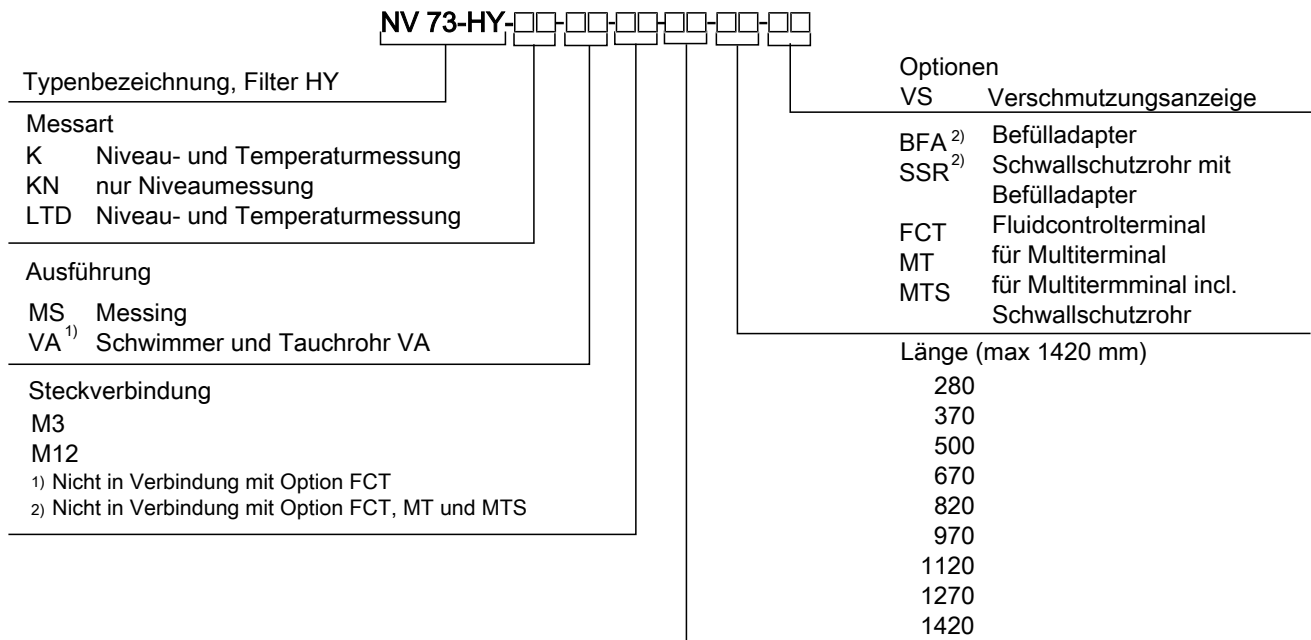 NV 73-HY-□□-□□-□□-□□-□□-□□
Typenbezeichnung, Filter HY
Messart
K Niveau- und Temperaturmessung
KN nur Niveaumessung
LTD Niveau- und Temperaturmessung
Ausführung
MS Messing
VA 1) Schwimmer und Tauchrohr VA
Steckverbindung
M3
M12
1) Nicht in Verbindung mit Option FCT
2) Nicht in Verbindung mit Option FCT, MT und MTS
Optionen
VS Verschmutzungsanzeige
BFA 2) Befülladapter
SSR 2) Schwallschutzrohr mit
Befülladapter
FCT Fluidcontrolterminal
MT für Multiterminal
MTS für Multitermminal incl.
Schwallschutzrohr
Länge (max 1420 mm)
280
370
500
670
820
970
1120
1270
1420